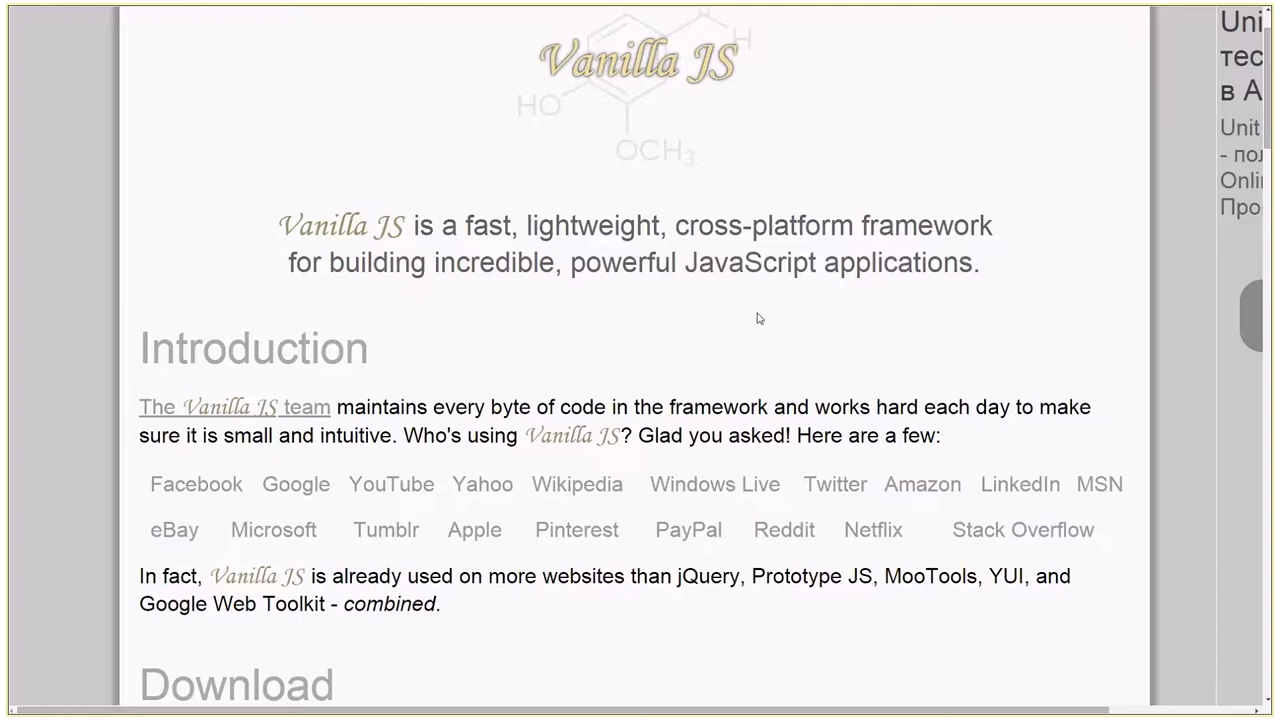 Vanilla JS
H
HO
OCH3
Vanilla JS is a fast, lightweight, cross-platform framework
for building incredible, powerful JavaScript applications.
Introduction
The Vanilla JS team maintains every byte of code in the framework and works hard each day to make
sure it is small and intuitive. Who's using Vanilla JS? Glad you asked! Here are a few:
Facebook Google YouTube Yahoo Wikipedia Windows Live Twitter Amazon LinkedIn MSN
eBay Microsoft Tumblr Apple Pinterest PayPal Reddit Netflix Stack Overflow
In fact, Vanilla JS is already used on more websites than jQuery, Prototype JS, MooTools, YUI, and
Google Web Toolkit - combined.
Download
Uni
тес
в А
Unit
- пол
Onli
Про